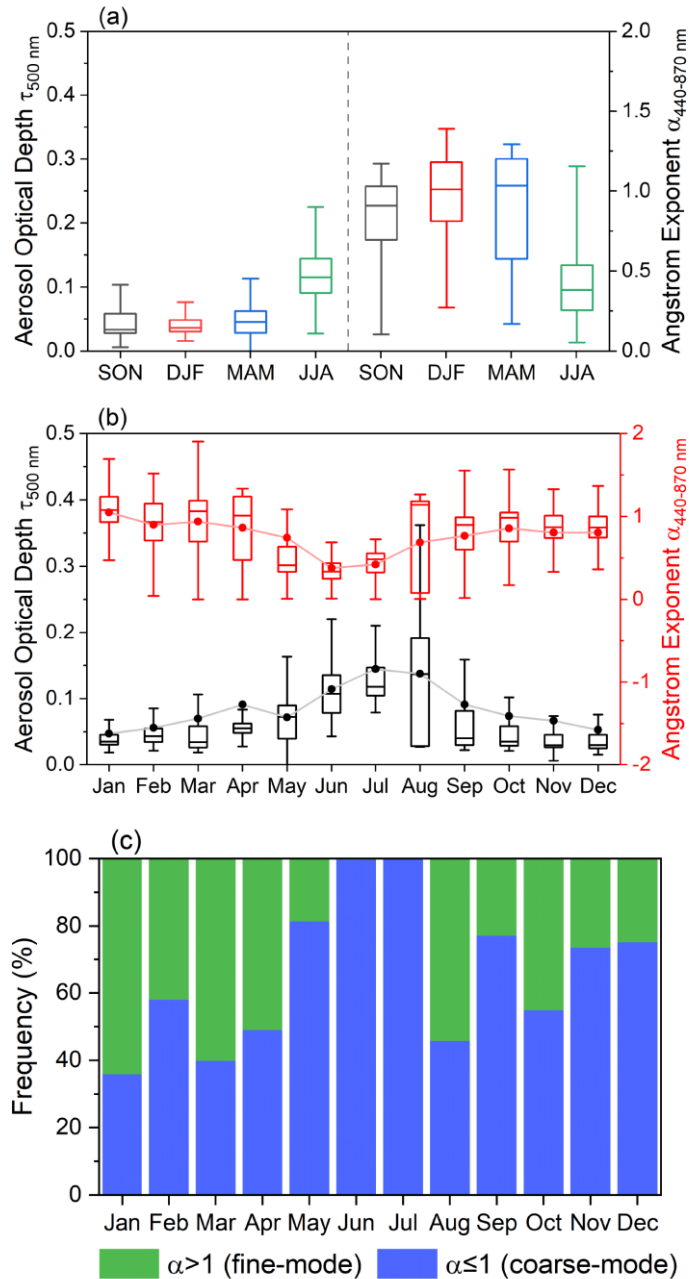 (a)
0.5
0.4
0.3
0.2
0.1
0.0
Aerosol Optical Depth τ500 nm
2.0
1.5
1.0
0.5
0.0
Angstrom Exponent α440-870 nm
SON DJF MAM JJA SON DJF MAM JJA
(b)
0.5
0.4
0.3
0.2
0.1
0.0
Aerosol Optical Depth τ500 nm
2
1
0
-1
-2
Angstrom Exponent α440-870 nm
Jan Feb Mar Apr May Jun Jul Aug Sep Oct Nov Dec
(c)
100
80
60
40
20
0
Frequency (%)
Jan Feb Mar Apr May Jun Jul Aug Sep Oct Nov Dec
α>1 (fine-mode) α≤1 (coarse-mode)